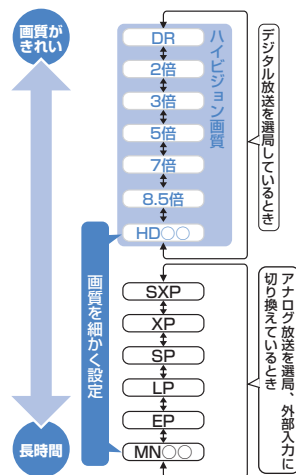 画質が
きれい
DR
2倍
3倍
5倍
7倍
8.5倍
HD○○
ハイビジョン画質
デジタル放送を選局しているとき
画質を細かく設定
SXP
XP
SP
LP
EP
MN○○
アナログ放送を選局、外部入力に
切り換えているとき
長時間